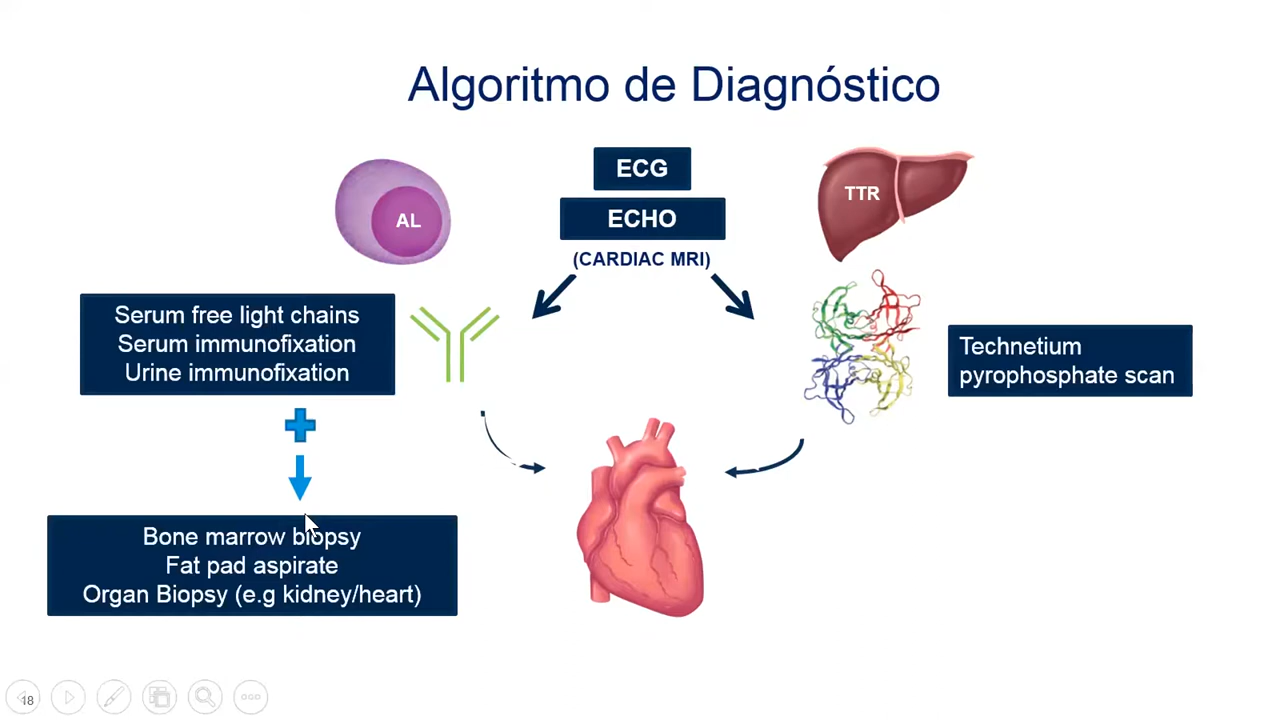 Algoritmo de Diagnóstico
ECG
ECHO
(CARDIAC MRI)
AL
TTR
Serum free light chains
Serum immunofixation
Urine immunofixation
Technetium
pyrophosphate scan
Bone marrow biopsy
Fat pad aspirate
Organ Biopsy (e.g kidney/heart)
18